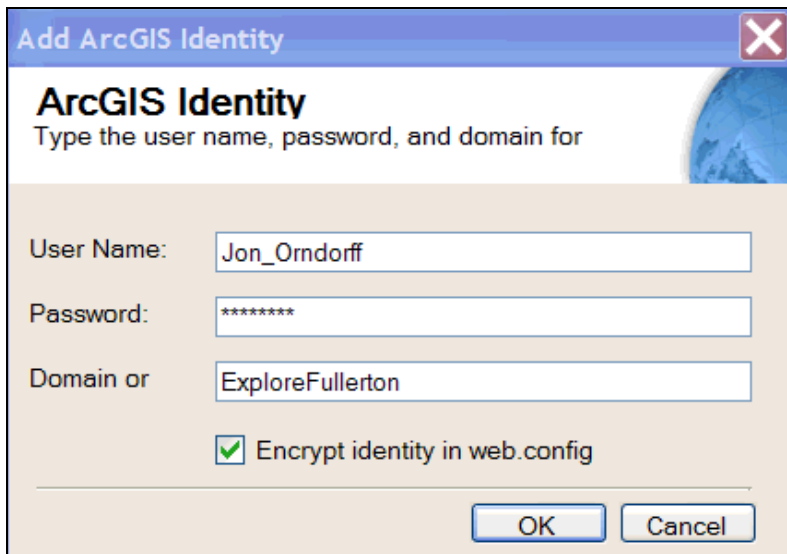 Add ArcGIS Identity
ArcGIS Identity
Type the user name, password, and domain for
User Name: Jon_Orndorff
Password: ********
Domain or ExploreFullerton
Encrypt identity in web.config
OK Cancel